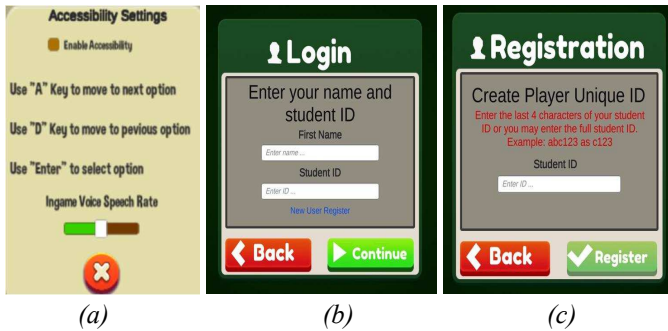 Accessibility Settings
Enable Accessibility
Use "A" Key to move to next option
Use "D" Key to move to pevious option
Use "Enter" to select option
Ingame Voice Speech Rate
(a)
Login
Enter your name and
student ID
First Name
Enter name ...
Student ID
Enter ID ...
New User Register
Back
Continue
(b)
Registration
Create Player Unique ID
Enter the last 4 characters of your student
ID or you may enter the full student ID.
Example: abc123 as c123
Student ID
Enter ID ...
Back
Register
(c)